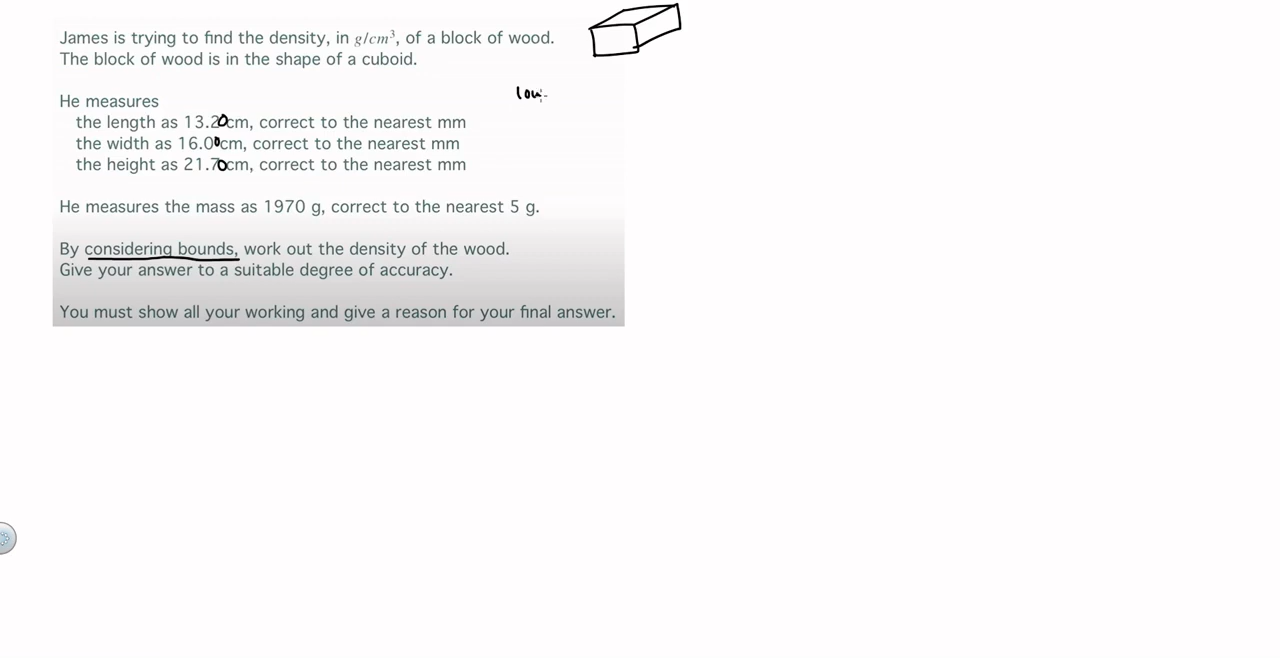 James is trying to find the density, in g/cm³, of a block of wood.
The block of wood is in the shape of a cuboid.
He measures
low
the length as 13.20cm, correct to the nearest mm
the width as 16.00cm, correct to the nearest mm
the height as 21.70cm, correct to the nearest mm
He measures the mass as 1970 g, correct to the nearest 5 g.
By considering bounds, work out the density of the wood.
Give your answer to a suitable degree of accuracy.
You must show all your working and give a reason for your final answer.